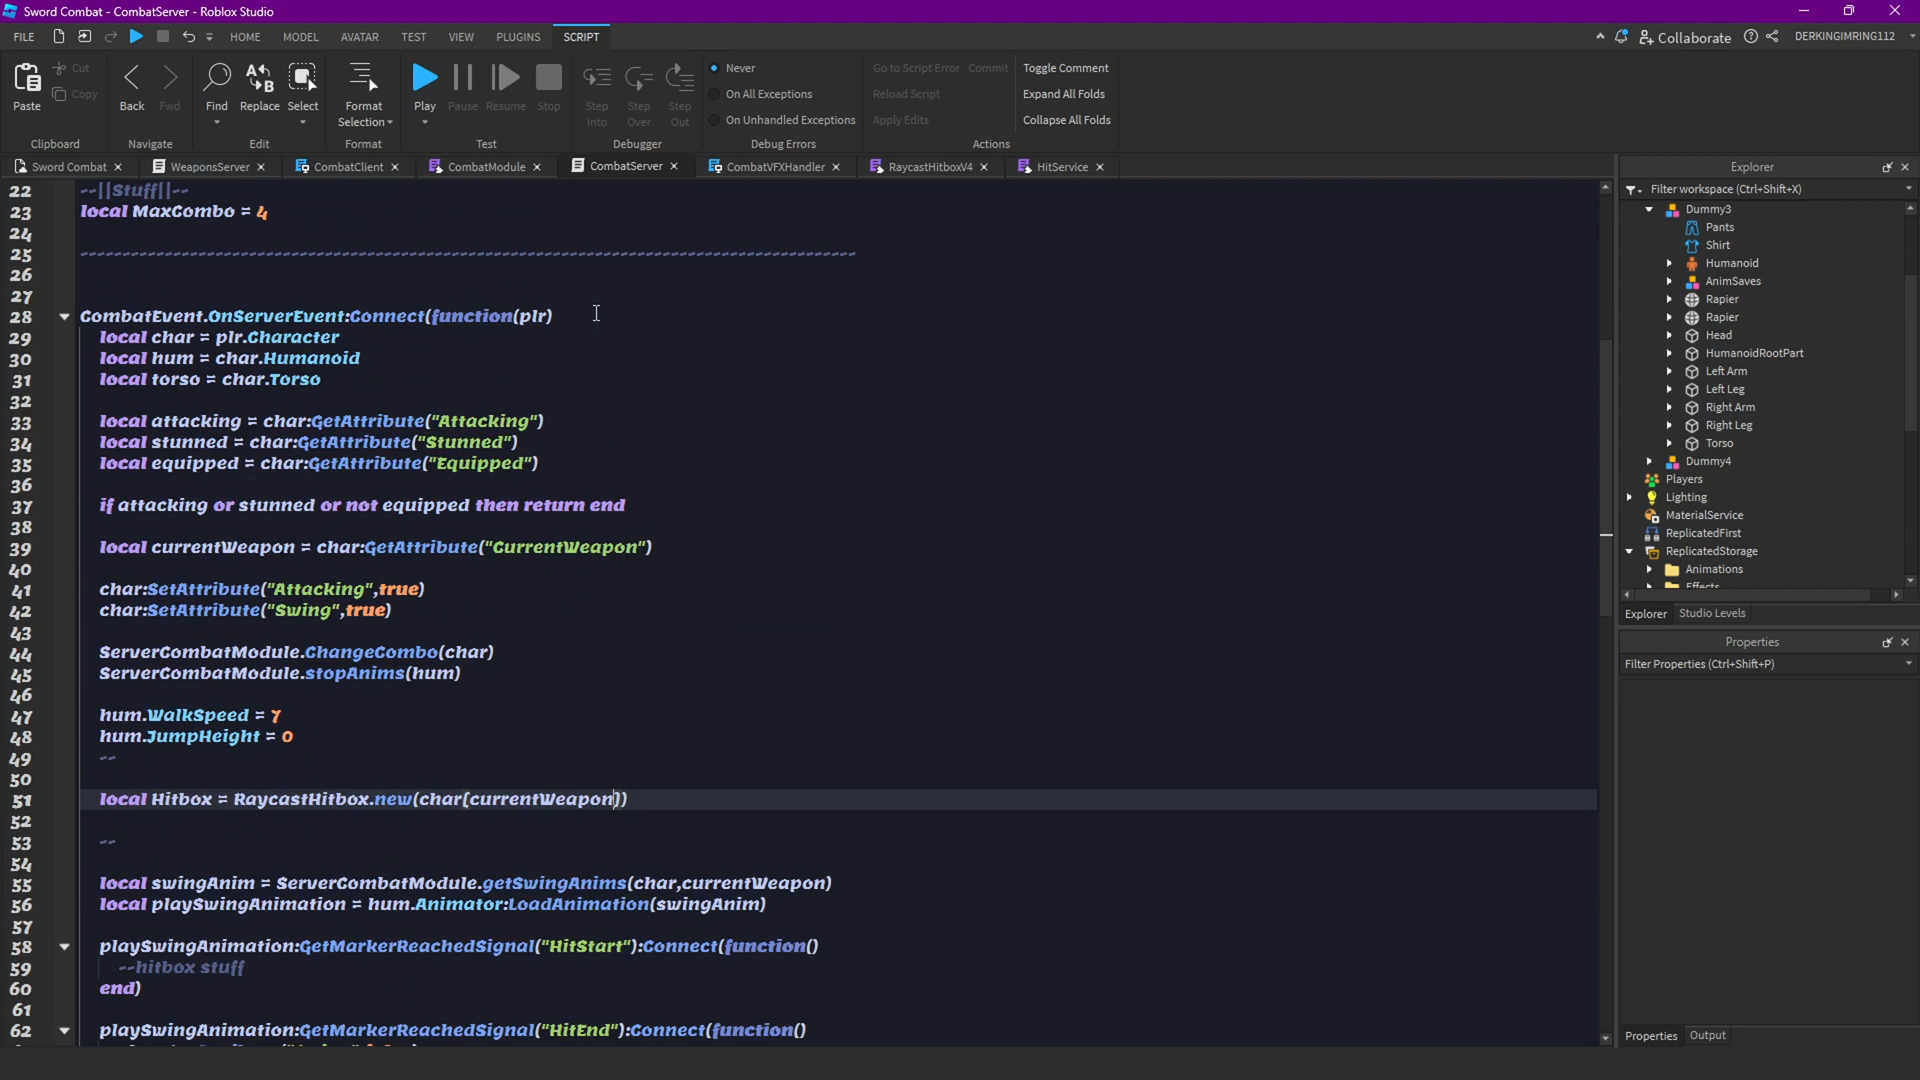 Sword Combat - CombatServer - Roblox Studio
FILE HOME MODEL AVATAR TEST VIEW PLUGINS SCRIPT Collaborate DERKINGIMRING112
Paste Cut Copy Back Fwd Find Replace Select Format Selection Play Pause Resume Stop Step Into Step Over Step Out
Never
On All Exceptions
On Unhandled Exceptions
Go to Script Error Commit
Reload Script
Apply Edits
Toggle Comment
Expand All Folds
Collapse All Folds
Clipboard Navigate Edit Format Test Debugger Debug Errors Actions
Sword Combat WeaponsServer CombatClient CombatModule CombatServer CombatVFXHandler RaycastHitboxV4 HitService
22 --||Stuff||--
23 local MaxCombo = 4
24
25 ------------------------------------------------------------------------------------
26
27
28 CombatEvent.OnServerEvent:Connect(function(plr)
29 local char = plr.Character
30 local hum = char.Humanoid
31 local torso = char.Torso
32
33 local attacking = char:GetAttribute("Attacking")
34 local stunned = char:GetAttribute("Stunned")
35 local equipped = char:GetAttribute("Equipped")
36
37 if attacking or stunned or not equipped then return end
38
39 local currentWeapon = char:GetAttribute("CurrentWeapon")
40
41 char:SetAttribute("Attacking",true)
42 char:SetAttribute("Swing",true)
43
44 ServerCombatModule.ChangeCombo(char)
45 ServerCombatModule.stopAnims(hum)
46
47 hum.WalkSpeed = 7
48 hum.JumpHeight = 0
49 --
50
51 local Hitbox = RaycastHitbox.new(char[currentWeapon])
52
53 --
54
55 local swingAnim = ServerCombatModule.getSwingAnims(char,currentWeapon)
56 local playSwingAnimation = hum.Animator:LoadAnimation(swingAnim)
57
58 playSwingAnimation:GetMarkerReachedSignal("HitStart"):Connect(function()
59 --hitbox stuff
60 end)
61
62 playSwingAnimation:GetMarkerReachedSignal("HitEnd"):Connect(function()
Explorer
Filter workspace (Ctrl+Shift+X)
Dummy3
Pants
Shirt
Humanoid
AnimSaves
Rapier
Rapier
Head
HumanoidRootPart
Left Arm
Left Leg
Right Arm
Right Leg
Torso
Dummy4
Players
Lighting
MaterialService
ReplicatedFirst
ReplicatedStorage
Animations
Effects
Explorer Studio Levels
Properties
Filter Properties (Ctrl+Shift+P)
Properties Output